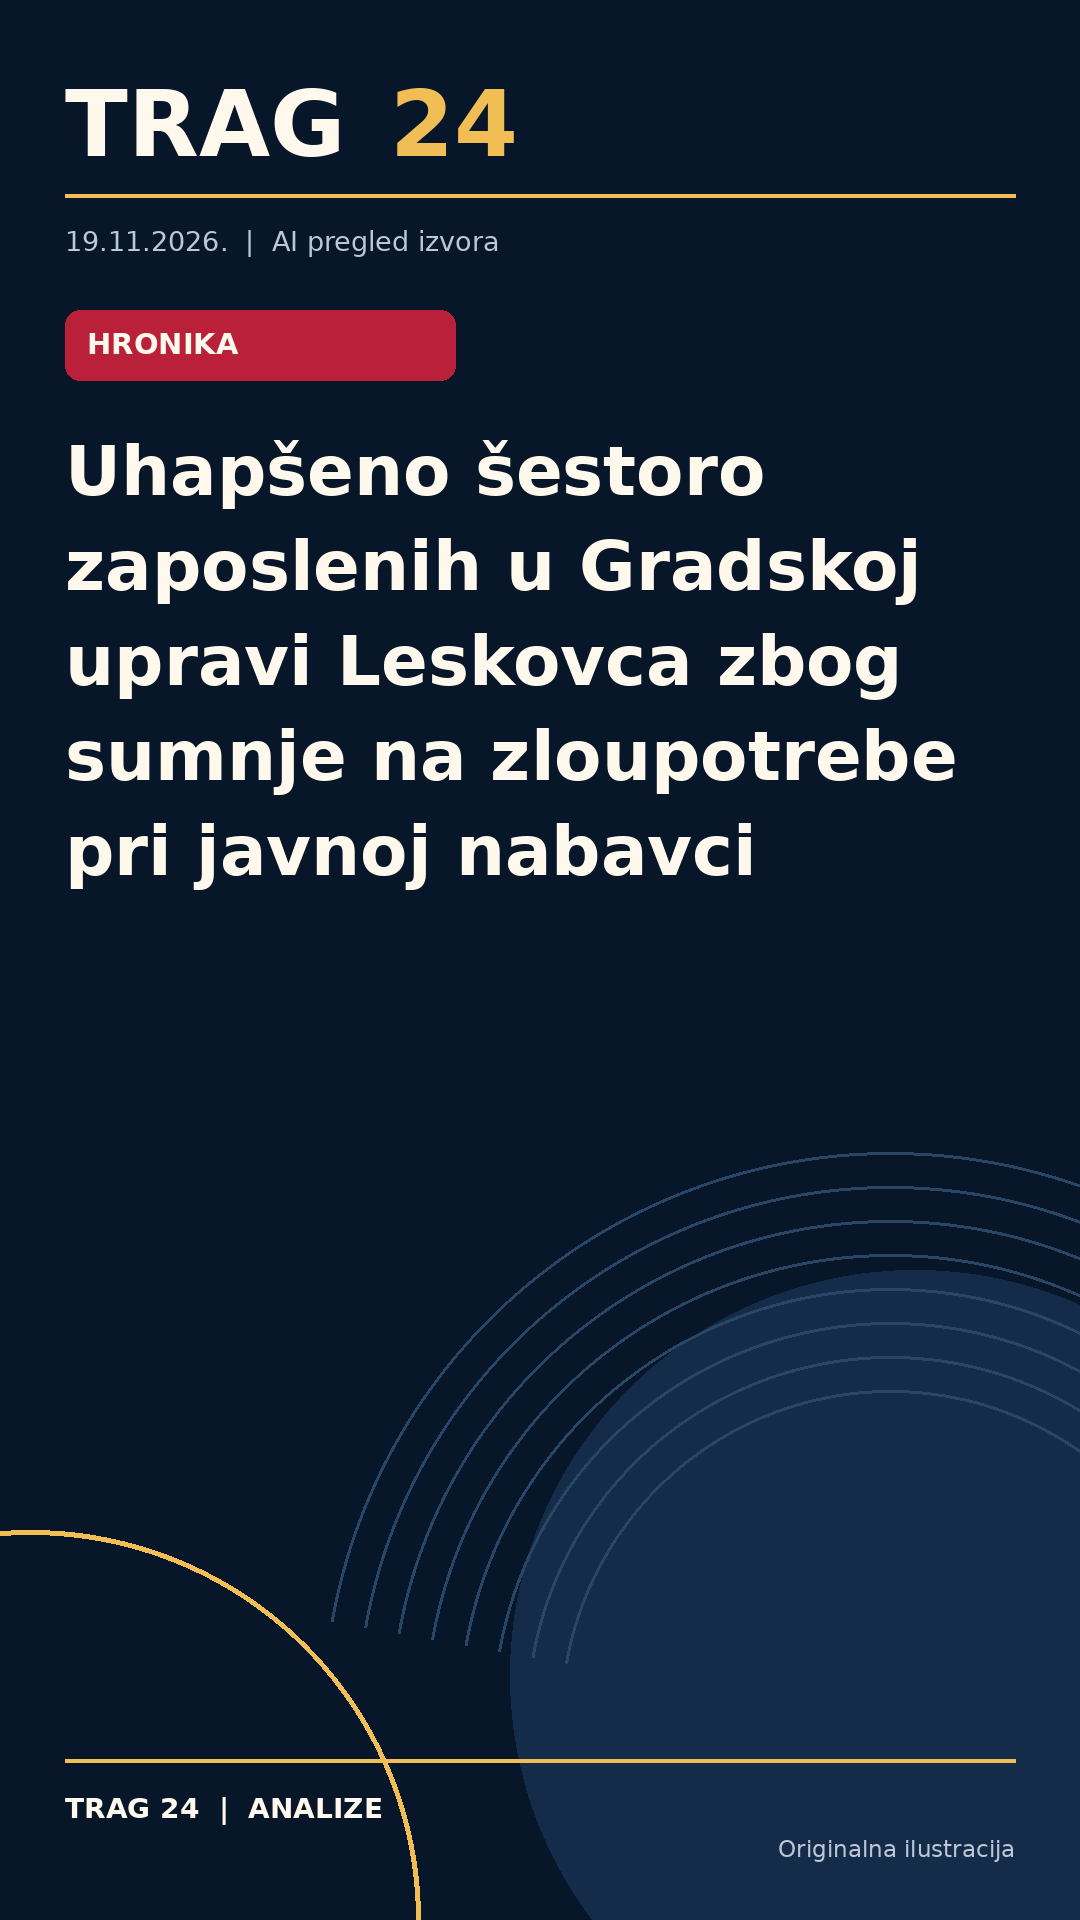 TRAG 24
19.11.2026. | AI pregled izvora
HRONIKA
Uhapšeno šestoro
zaposlenih u Gradskoj
upravi Leskovca zbog
sumnje na zloupotrebe
pri javnoj nabavci
TRAG 24 | ANALIZE
Originalna ilustracija